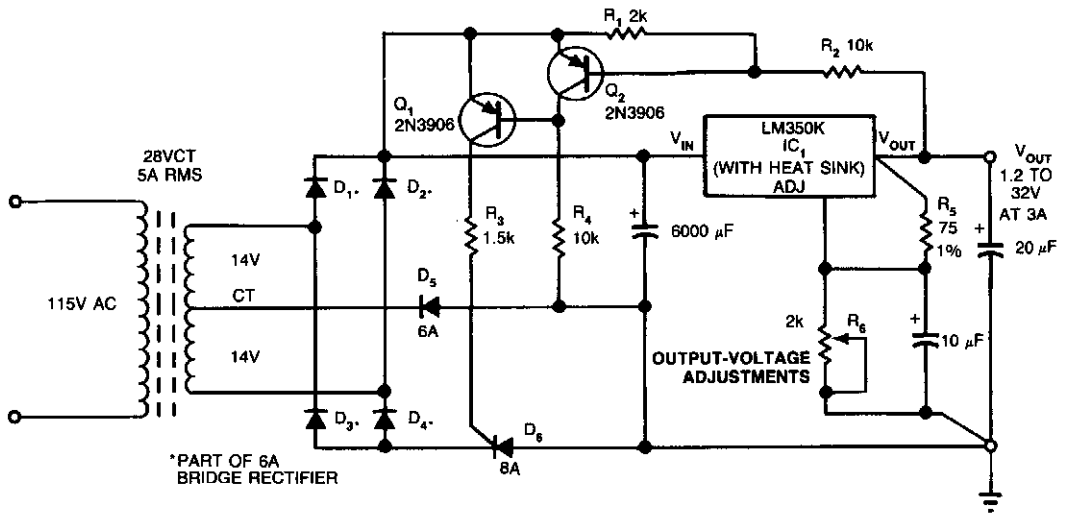 R1 2k
R2 10k
Q1
2N3906
Q2
2N3906
LM350K
IC1
(WITH HEAT SINK)
ADJ
VIN
VOUT
VOUT
1.2 TO
32V
AT 3A
28VCT
5A RMS
D1*
D2*
R3
1.5k
R4
10k
+
6000 μF
R5
75
1%
+
20 μF
115V AC
14V
CT
14V
D5
6A
2k
R6
+
10 μF
OUTPUT-VOLTAGE
ADJUSTMENTS
D3*
D4*
D6
8A
*PART OF 6A
BRIDGE RECTIFIER